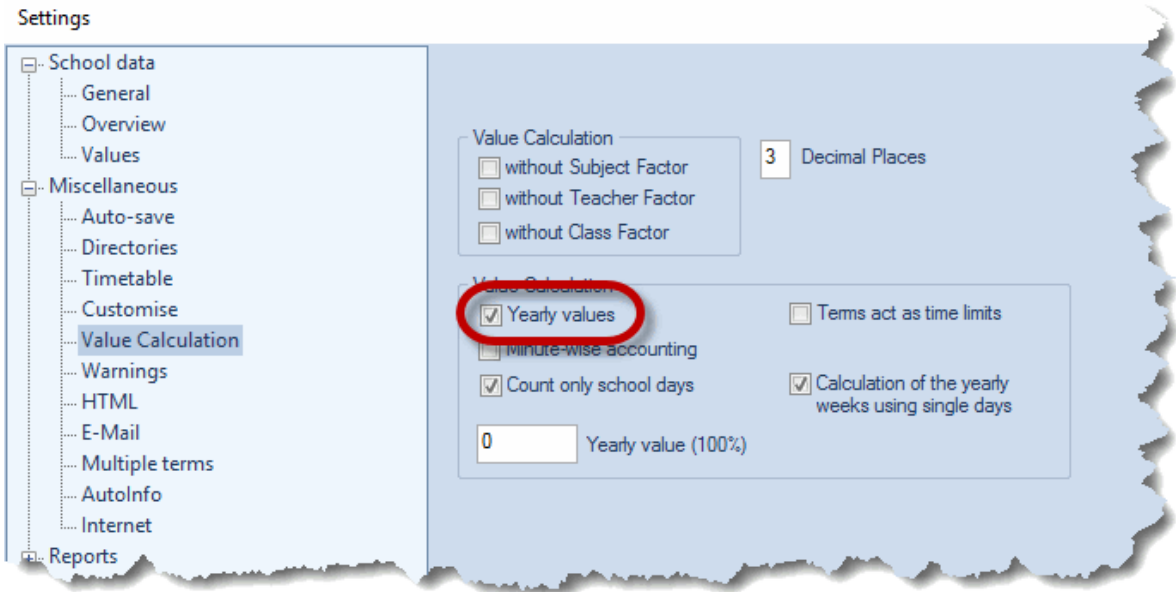 Settings
School data
General
Overview
Values
Miscellaneous
Auto-save
Directories
Timetable
Customise
Value Calculation
Warnings
HTML
E-Mail
Multiple terms
AutoInfo
Internet
Reports
Value Calculation
without Subject Factor
without Teacher Factor
without Class Factor
3 Decimal Places
Value Calculation
Yearly values
Terms act as time limits
Minute-wise accounting
Count only school days
Calculation of the yearly
weeks using single days
0 Yearly value (100%)